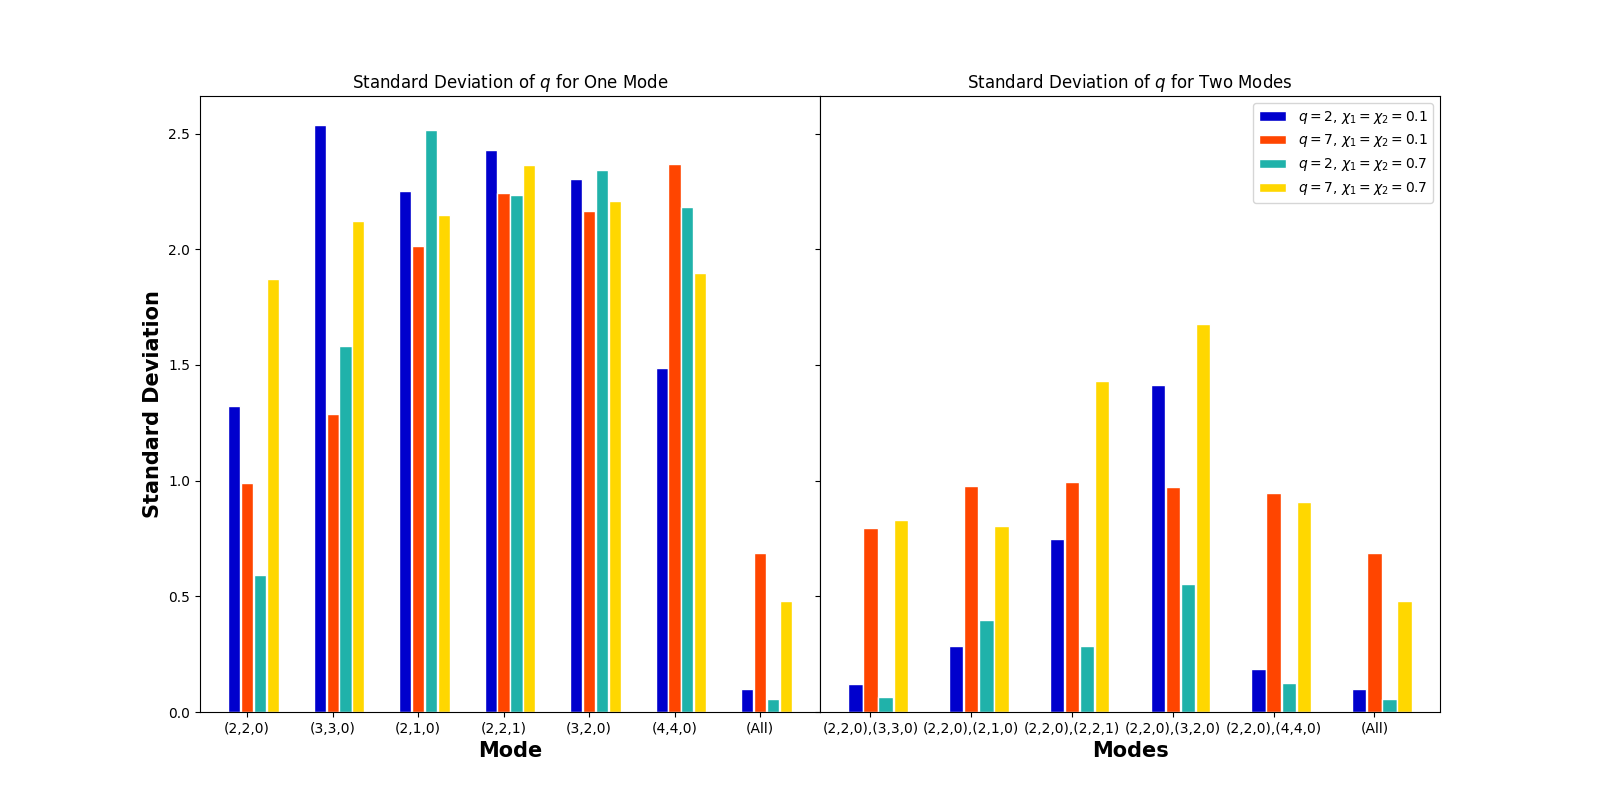 Standard Deviation of q for One Mode
Standard Deviation of q for Two Modes
q = 2, χ₁ = χ₂ = 0.1
q = 7, χ₁ = χ₂ = 0.1
q = 2, χ₁ = χ₂ = 0.7
q = 7, χ₁ = χ₂ = 0.7
Standard Deviation
2.5
2.0
1.5
1.0
0.5
0.0
(2,2,0) (3,3,0) (2,1,0) (2,2,1) (3,2,0) (4,4,0) (All)
(2,2,0),(3,3,0) (2,2,0),(2,1,0) (2,2,0),(2,2,1) (2,2,0),(3,2,0) (2,2,0),(4,4,0) (All)
Mode
Modes